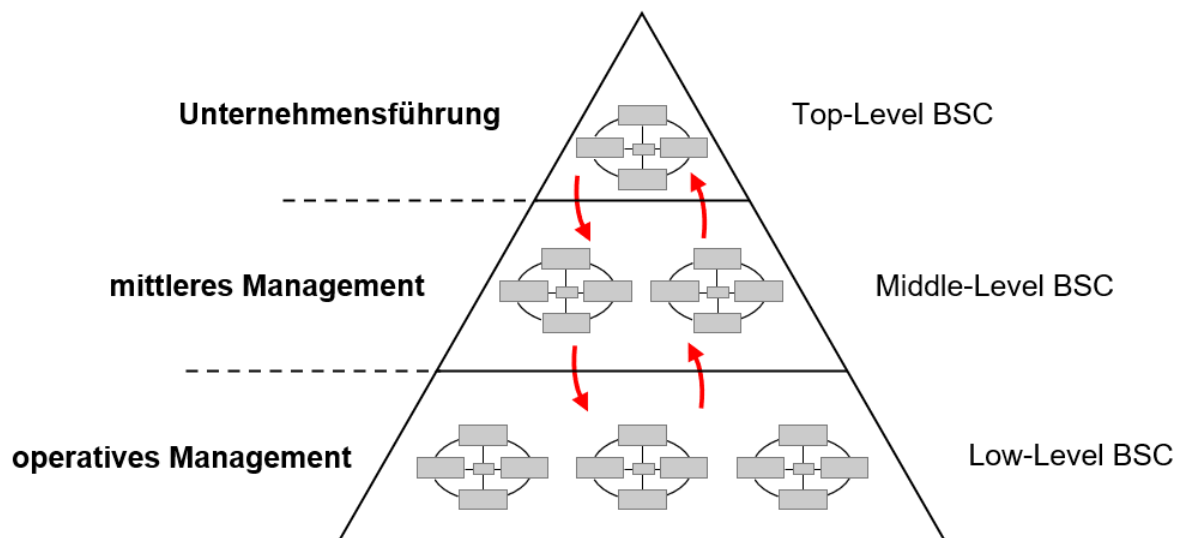 Unternehmensführung
Top-Level BSC
mittleres Management
Middle-Level BSC
operatives Management
Low-Level BSC